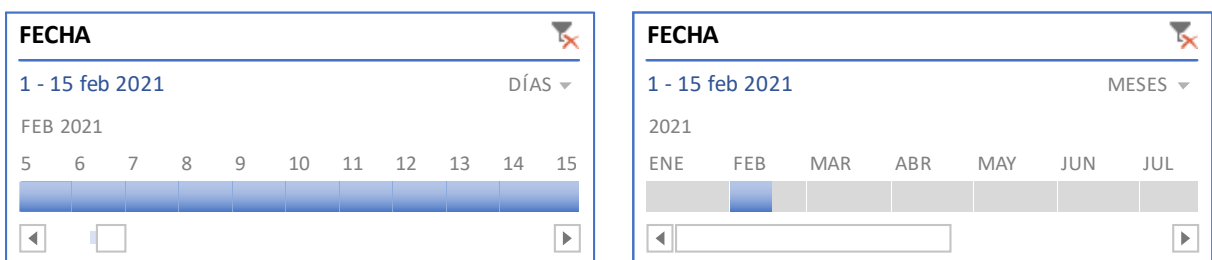 FECHA
1 - 15 feb 2021 DÍAS
FEB 2021
5 6 7 8 9 10 11 12 13 14 15
FECHA
1 - 15 feb 2021 MESES
2021
ENE FEB MAR ABR MAY JUN JUL